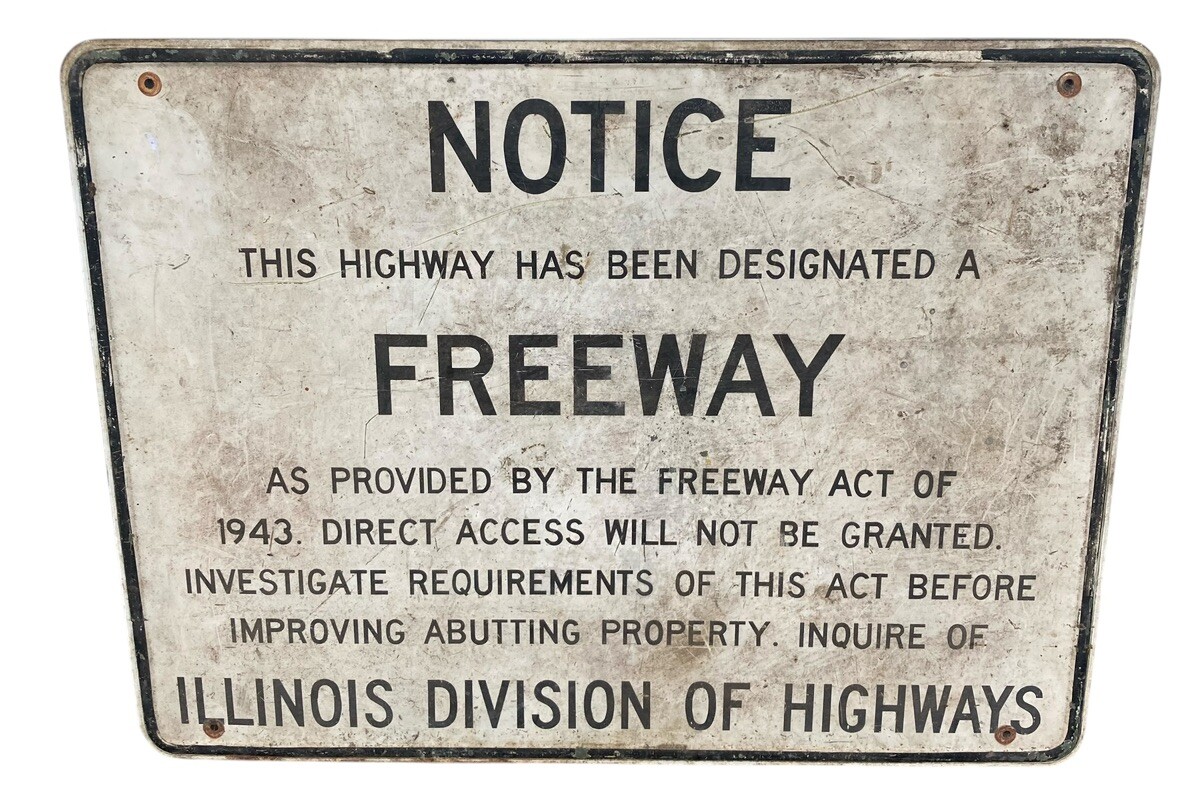 NOTICE
THIS HIGHWAY HAS BEEN DESIGNATED A
FREEWAY
AS PROVIDED BY THE FREEWAY ACT OF
1943. DIRECT ACCESS WILL NOT BE GRANTED.
INVESTIGATE REQUIREMENTS OF THIS ACT BEFORE
IMPROVING ABUTTING PROPERTY. INQUIRE OF
ILLINOIS DIVISION OF HIGHWAYS